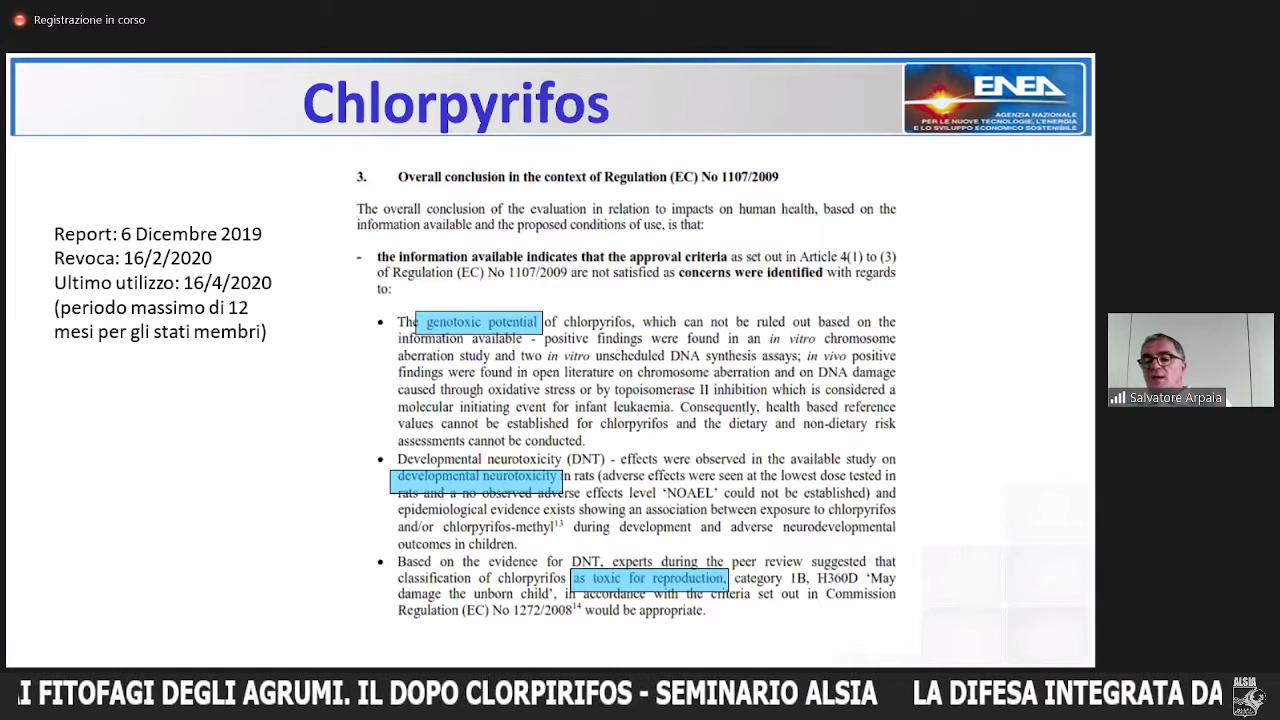 Registrazione in corso
Chlorpyrifos
ENEA
AGENZIA NAZIONALE
PER LE NUOVE TECNOLOGIE, L'ENERGIA
E LO SVILUPPO ECONOMICO SOSTENIBILE
Report: 6 Dicembre 2019
Revoca: 16/2/2020
Ultimo utilizzo: 16/4/2020
(periodo massimo di 12
mesi per gli stati membri)
3. Overall conclusion in the context of Regulation (EC) No 1107/2009
The overall conclusion of the evaluation in relation to impacts on human health, based on the
information available and the proposed conditions of use, is that:
- the information available indicates that the approval criteria as set out in Article 4(1) to (3)
of Regulation (EC) No 1107/2009 are not satisfied as concerns were identified with regards
to:
• The genotoxic potential of chlorpyrifos, which can not be ruled out based on the
information available - positive findings were found in an in vitro chromosome
aberration study and two in vitro unscheduled DNA synthesis assays; in vivo positive
findings were found in open literature on chromosome aberration and on DNA damage
caused through oxidative stress or by topoisomerase II inhibition which is considered a
molecular initiating event for infant leukaemia. Consequently, health based reference
values cannot be established for chlorpyrifos and the dietary and non-dietary risk
assessments cannot be conducted.
• Developmental neurotoxicity (DNT) - effects were observed in the available study on
developmental neurotoxicity in rats (adverse effects were seen at the lowest dose tested in
rats and a no observed adverse effects level ‘NOAEL’ could not be established) and
epidemiological evidence exists showing an association between exposure to chlorpyrifos
and/or chlorpyrifos-methyl13 during development and adverse neurodevelopmental
outcomes in children.
• Based on the evidence for DNT, experts during the peer review suggested that
classification of chlorpyrifos as toxic for reproduction, category 1B, H360D ‘May
damage the unborn child’, in accordance with the criteria set out in Commission
Regulation (EC) No 1272/200814 would be appropriate.
Salvatore Arpaia
AI FITOFAGI DEGLI AGRUMI. IL DOPO CLORPIRIFOS - SEMINARIO ALSIA LA DIFESA INTEGRATA DA
ALSIA